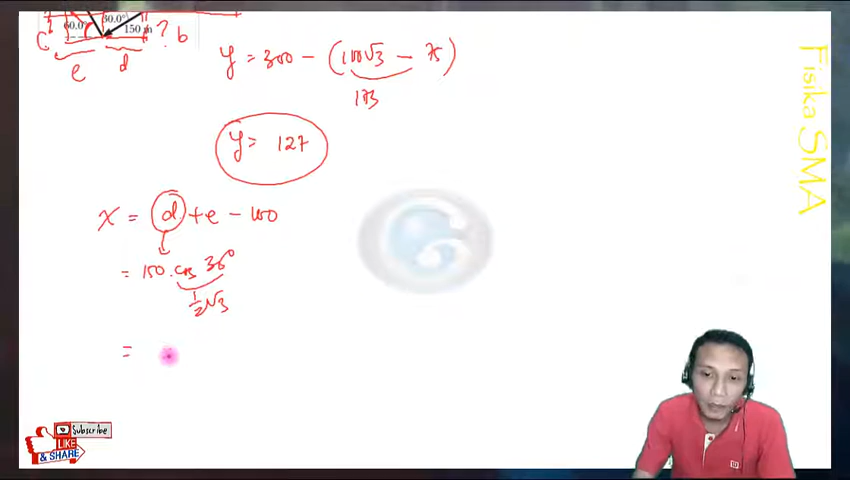 60.0°
30.0°
150 m
? b
C
e
d
y = 300 - (100√3 - 75)
173
y = 127
x = d + e - 100
= 150 . cos 30°
1/2 √3
=
Fisika SMA
Subscribe
LIKE
& SHARE